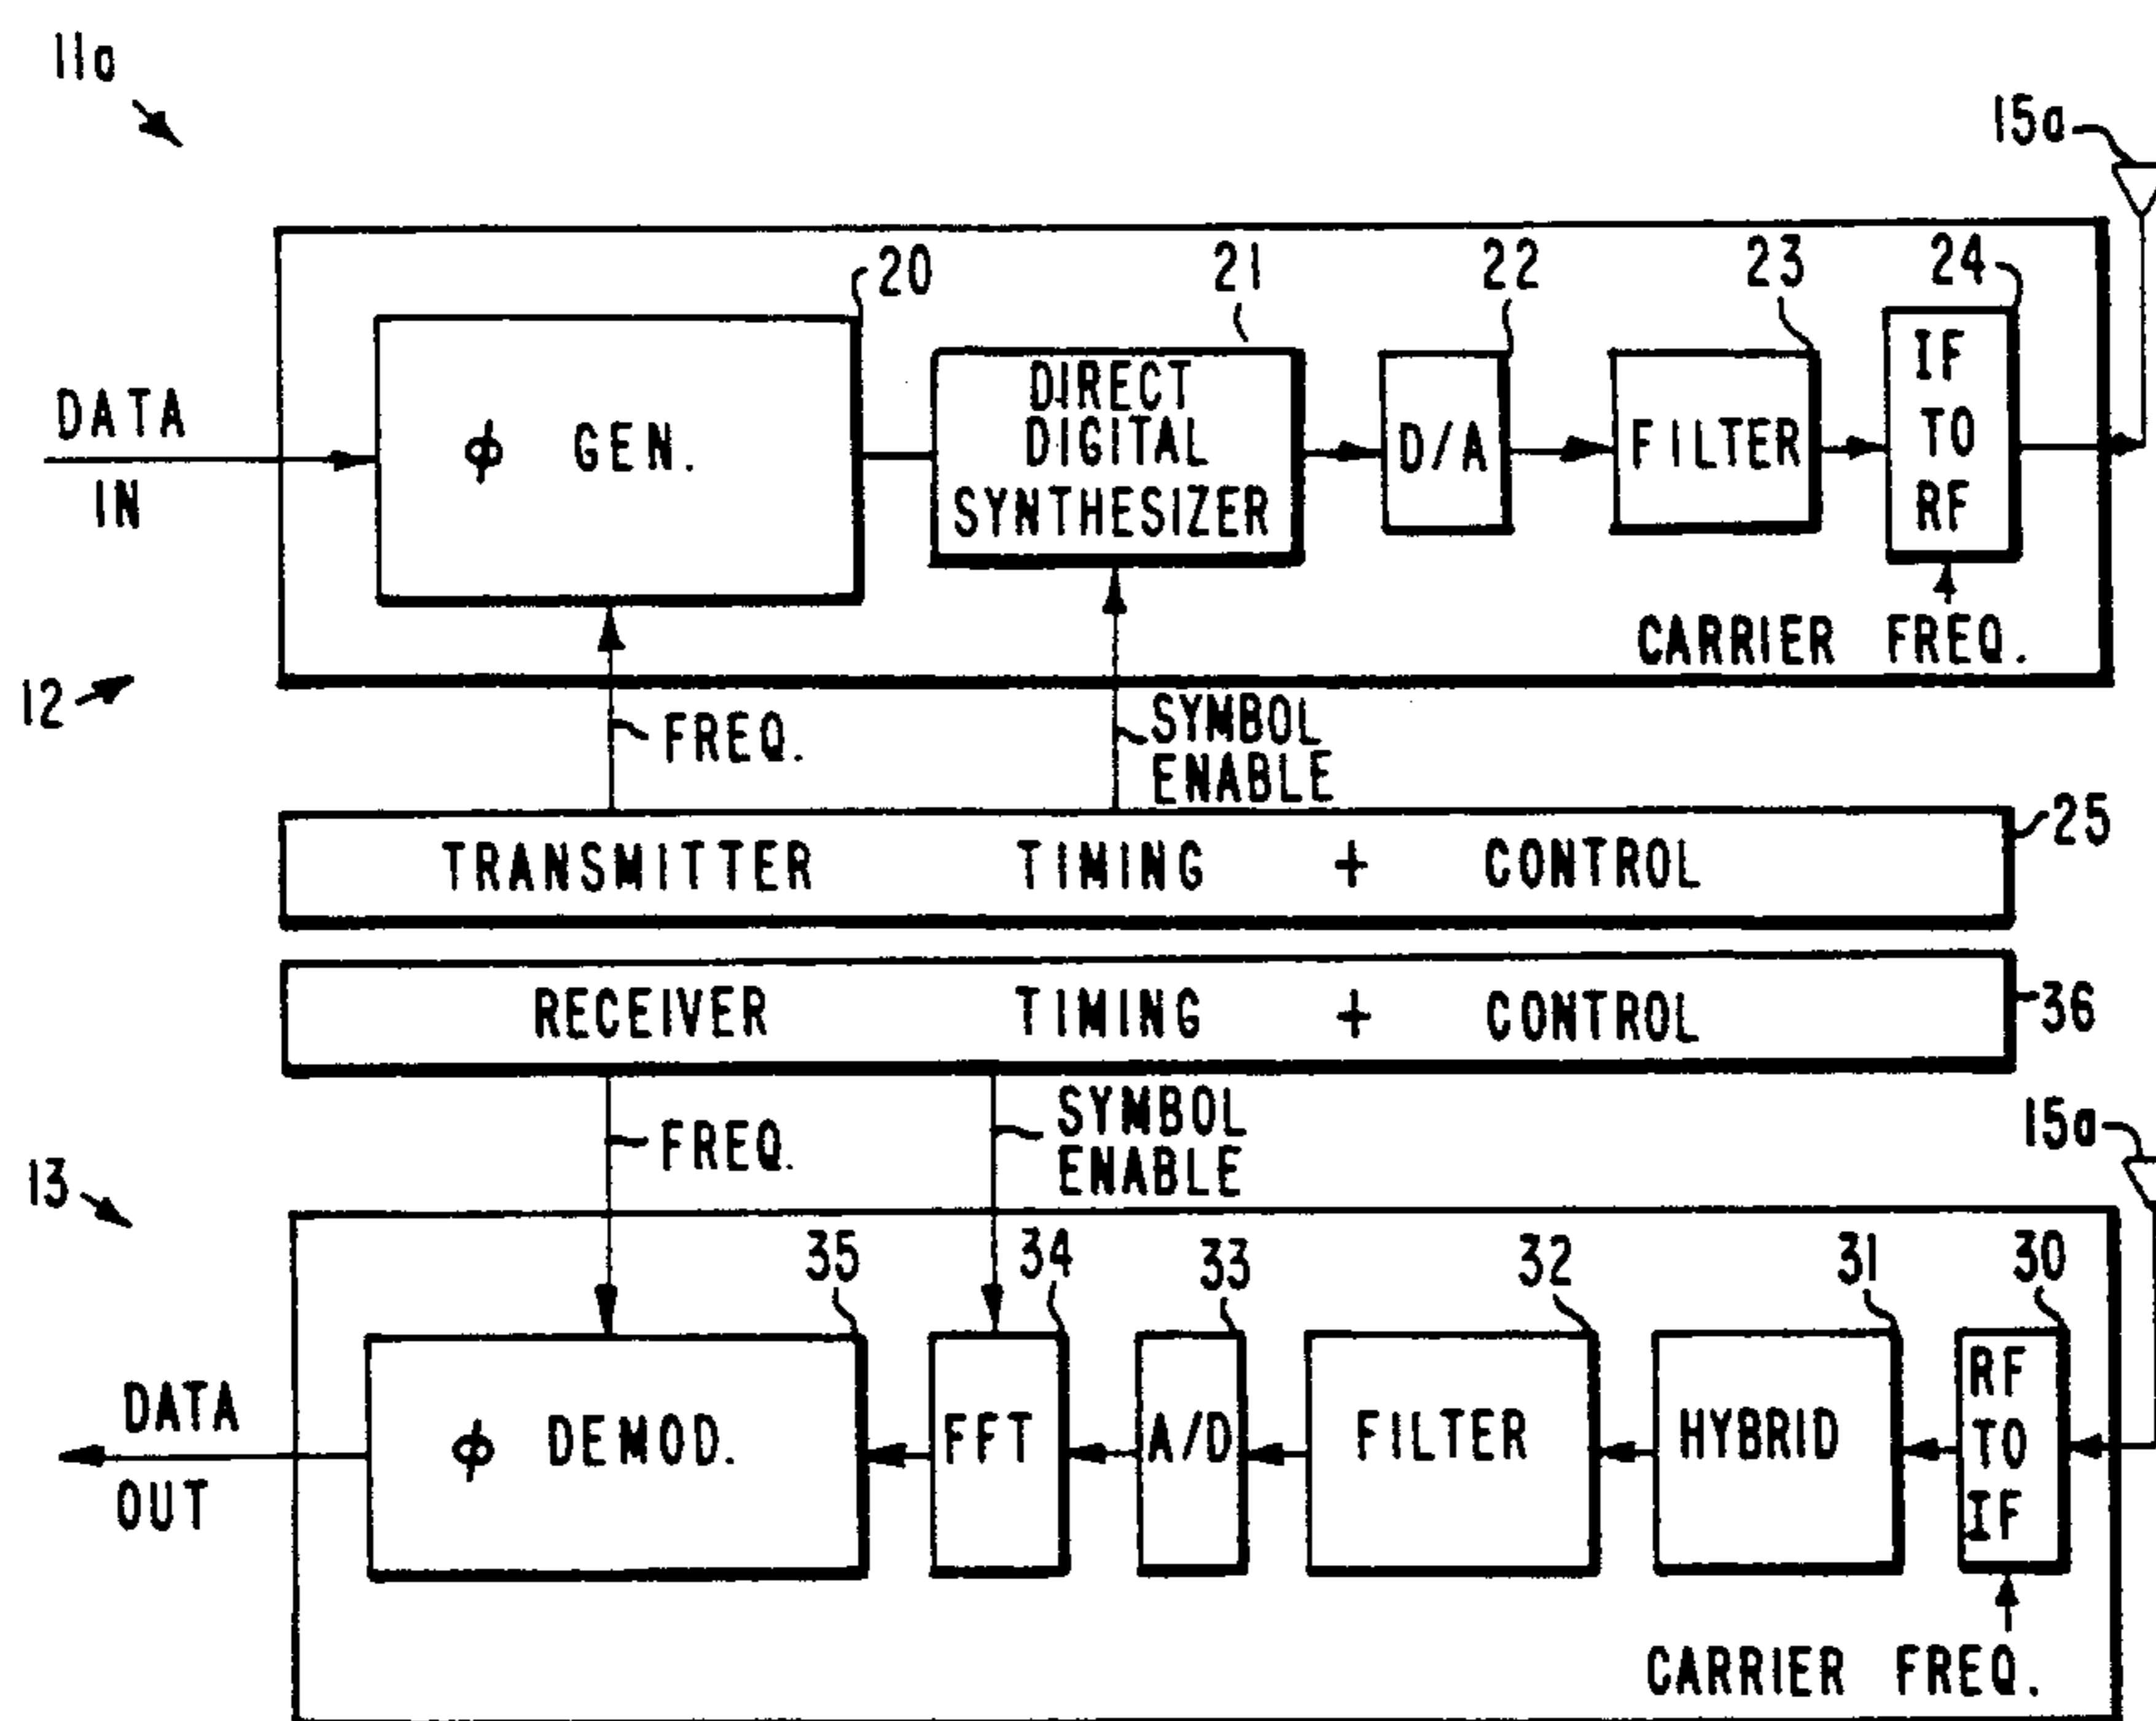 11a
15a
20
21
22
23
24
DATA
IN
φ GEN.
DIRECT
DIGITAL
SYNTHESIZER
D/A
FILTER
IF
TO
RF
CARRIER FREQ.
12
FREQ.
SYMBOL
ENABLE
25
TRANSMITTER TIMING + CONTROL
RECEIVER TIMING + CONTROL
36
FREQ.
SYMBOL
ENABLE
15a
13
35
34
33
32
31
30
DATA
OUT
φ DEMOD.
FFT
A/D
FILTER
HYBRID
RF
TO
IF
CARRIER FREQ.